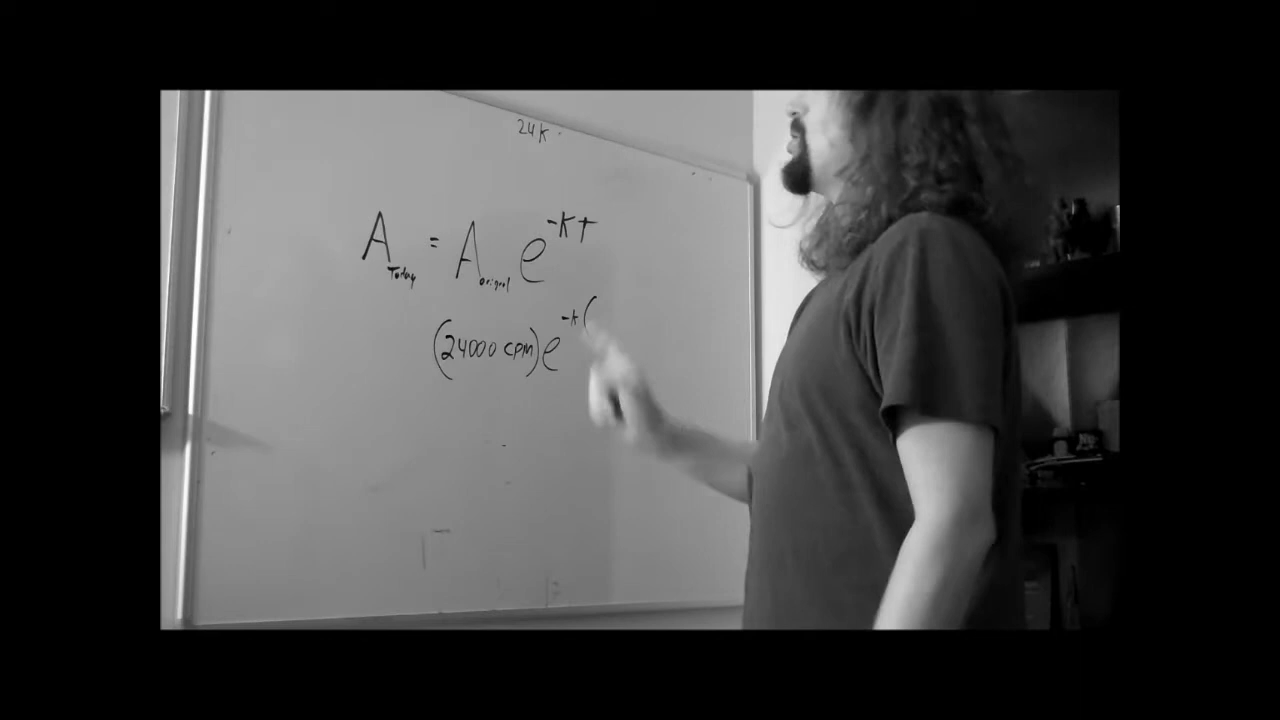 24K
A Today = A original e -kt
(24000 cpm) e -k(